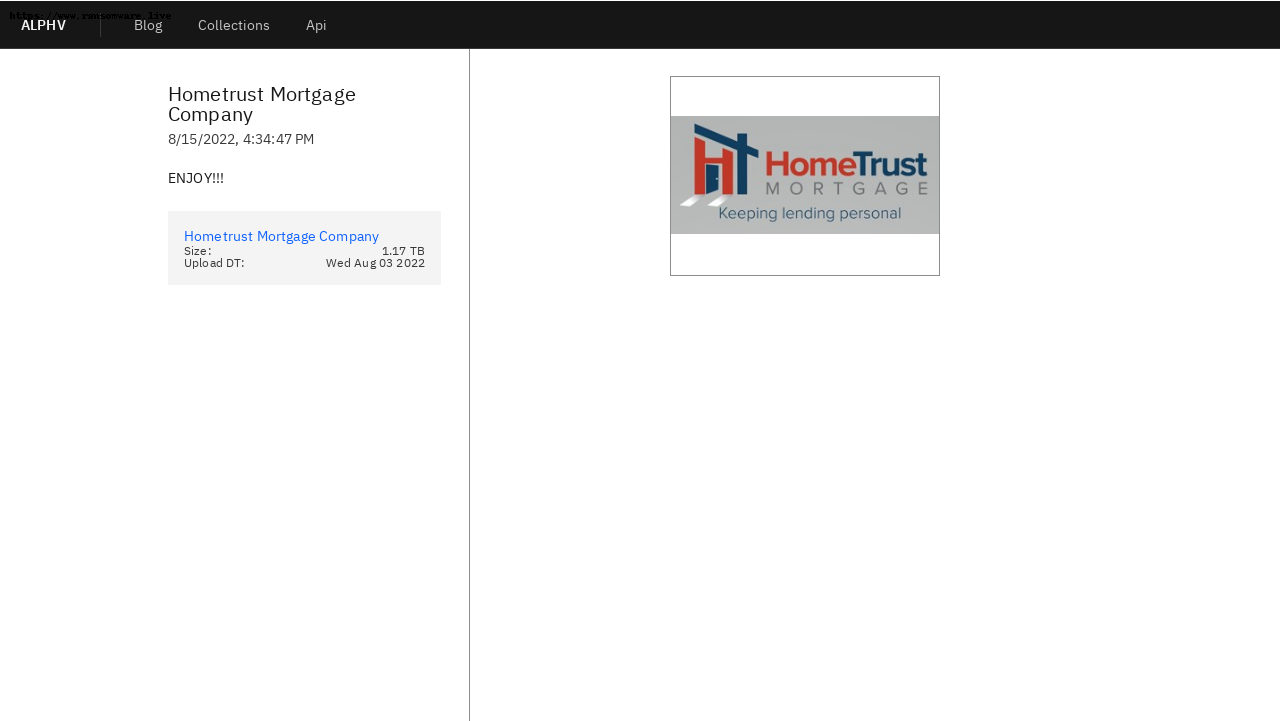 https://www.ransomware.live
ALPHV
Blog
Collections
Api
Hometrust Mortgage
Company
8/15/2022, 4:34:47 PM
ENJOY!!!
Hometrust Mortgage Company
Size: 1.17 TB
Upload DT: Wed Aug 03 2022
HomeTrust
MORTGAGE
Keeping lending personal